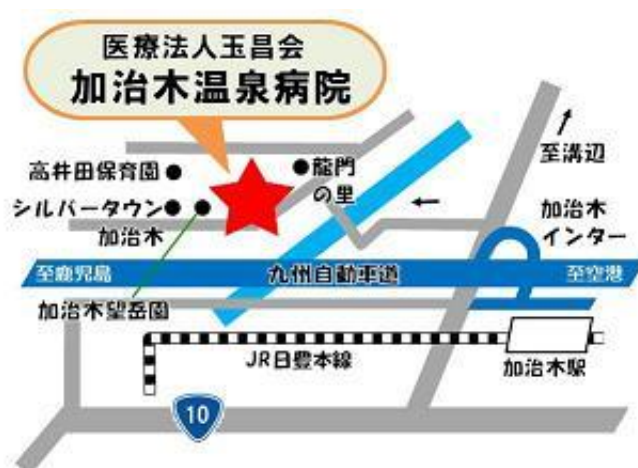 医療法人玉昌会
加治木温泉病院
高井田保育園
龍門
の里
至溝辺
シルバータウン
加治木
加治木
インター
至鹿児島
九州自動車道
至空港
加治木望岳園
JR日豊本線
加治木駅
10